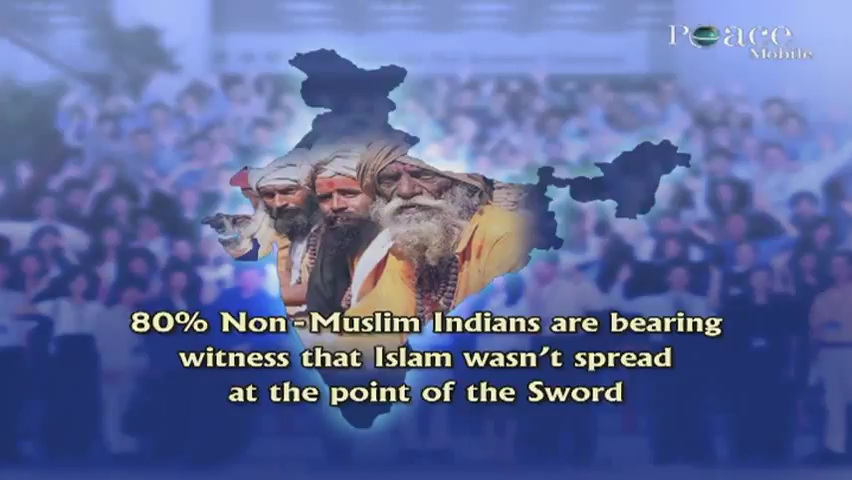 Peace
Mobile
80% Non-Muslim Indians are bearing
witness that Islam wasn't spread
at the point of the Sword